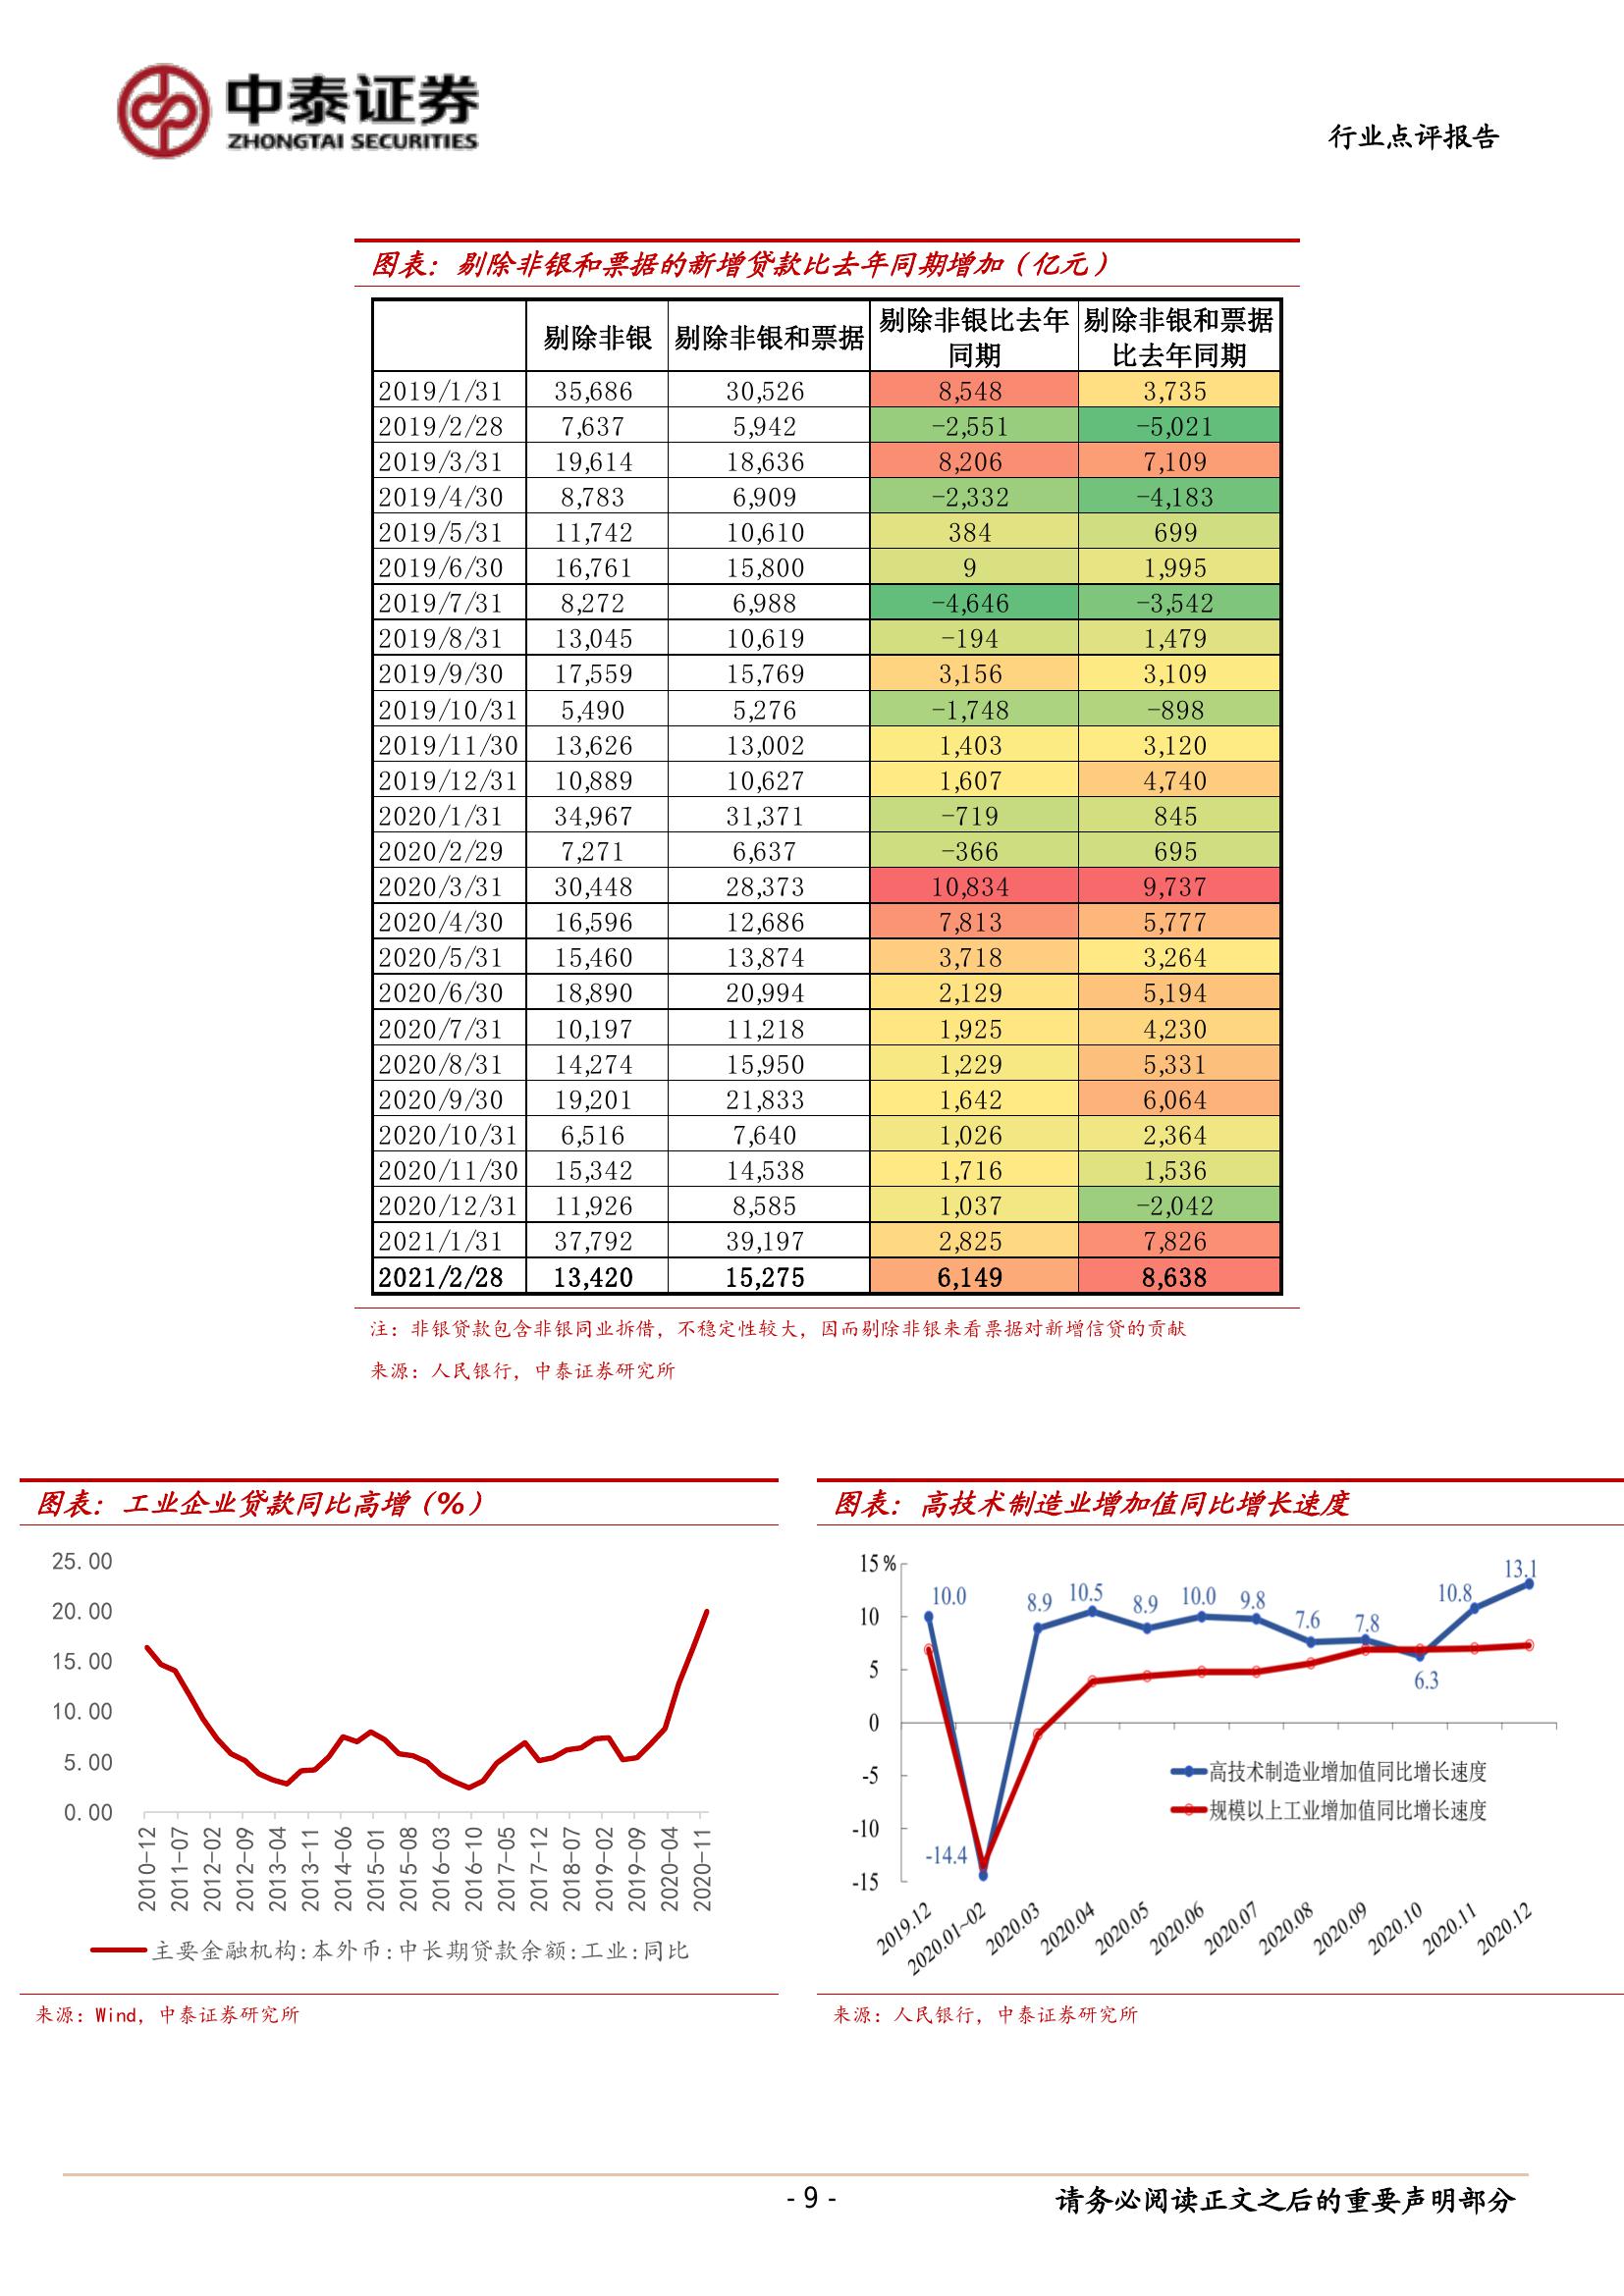 中泰证券
ZHONGTAI SECURITIES
行业点评报告
图表：剔除非银和票据的新增贷款比去年同期增加（亿元）
剔除非银 剔除非银和票据 剔除非银比去年同期 剔除非银和票据比去年同期
2019/1/31 35,686 30,526 8,548 3,735
2019/2/28 7,637 5,942 -2,551 -5,021
2019/3/31 19,614 18,636 8,206 7,109
2019/4/30 8,783 6,909 -2,332 -4,183
2019/5/31 11,742 10,610 384 699
2019/6/30 16,761 15,800 9 1,995
2019/7/31 8,272 6,988 -4,646 -3,542
2019/8/31 13,045 10,619 -194 1,479
2019/9/30 17,559 15,769 3,156 3,109
2019/10/31 5,490 5,276 -1,748 -898
2019/11/30 13,626 13,002 1,403 3,120
2019/12/31 10,889 10,627 1,607 4,740
2020/1/31 34,967 31,371 -719 845
2020/2/29 7,271 6,637 -366 695
2020/3/31 30,448 28,373 10,834 9,737
2020/4/30 16,596 12,686 7,813 5,777
2020/5/31 15,460 13,874 3,718 3,264
2020/6/30 18,890 20,994 2,129 5,194
2020/7/31 10,197 11,218 1,925 4,230
2020/8/31 14,274 15,950 1,229 5,331
2020/9/30 19,201 21,833 1,642 6,064
2020/10/31 6,516 7,640 1,026 2,364
2020/11/30 15,342 14,538 1,716 1,536
2020/12/31 11,926 8,585 1,037 -2,042
2021/1/31 37,792 39,197 2,825 7,826
2021/2/28 13,420 15,275 6,149 8,638
注：非银贷款包含非银同业拆借，不稳定性较大，因而剔除非银来看票据对新增信贷的贡献
来源：人民银行，中泰证券研究所
图表：工业企业贷款同比高增（%）
25.00
20.00
15.00
10.00
5.00
0.00
2010-12 2011-07 2012-02 2012-09 2013-04 2013-11 2014-06 2015-01 2015-08 2016-03 2016-10 2017-05 2017-12 2018-07 2019-02 2019-09 2020-04 2020-11
主要金融机构:本外币:中长期贷款余额:工业:同比
来源：Wind，中泰证券研究所
图表：高技术制造业增加值同比增长速度
15 %
10
5
0
-5
-10
-15
10.0 -14.4 8.9 10.5 8.9 10.0 9.8 7.6 7.8 6.3 10.8 13.1
高技术制造业增加值同比增长速度
规模以上工业增加值同比增长速度
2019.12 2020.01~02 2020.03 2020.04 2020.05 2020.06 2020.07 2020.08 2020.09 2020.10 2020.11 2020.12
来源：人民银行，中泰证券研究所
- 9 -
请务必阅读正文之后的重要声明部分